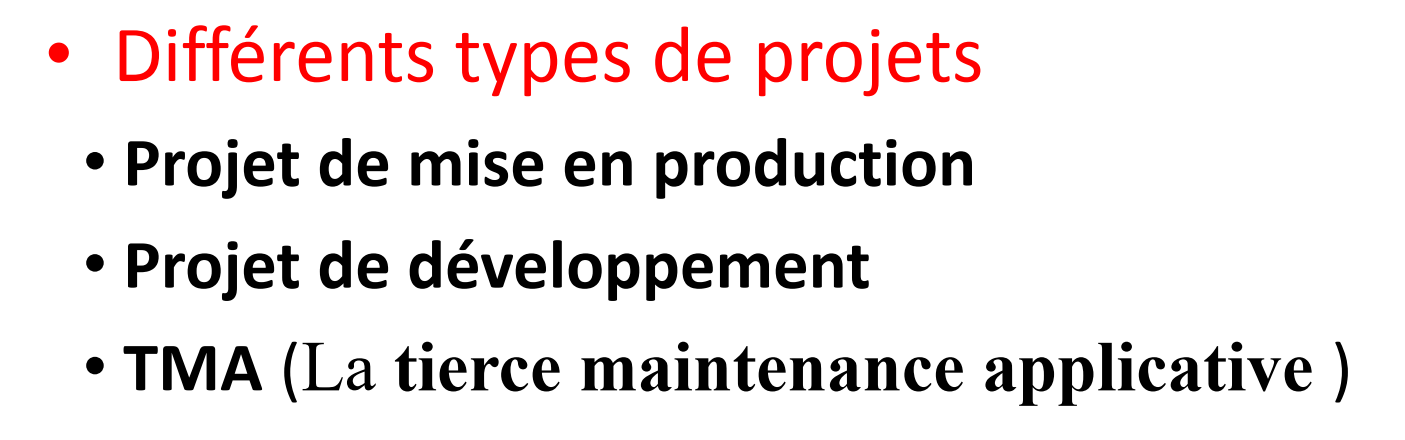 • Différents types de projets
• Projet de mise en production
• Projet de développement
• TMA (La tierce maintenance applicative )